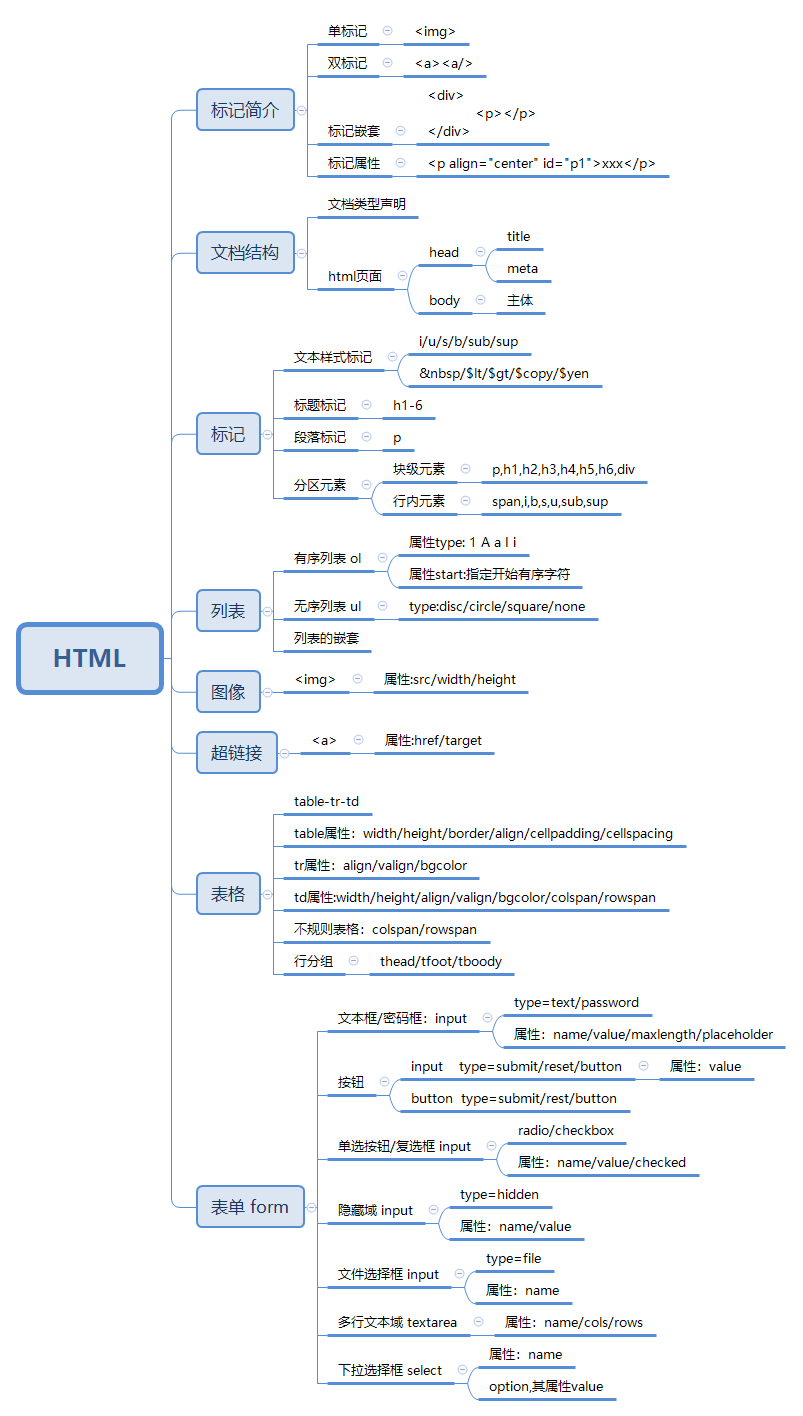 HTML
标记简介
单标记
<img>
双标记
<a><a/>
标记嵌套
<div>
<p></p>
</div>
标记属性
<p align="center" id="p1">xxx</p>
文档结构
文档类型声明
html页面
head
title
meta
body
主体
标记
文本样式标记
i/u/s/b/sub/sup
&nbsp/$lt/$gt/$copy/$yen
标题标记
h1-6
段落标记
p
分区元素
块级元素
p,h1,h2,h3,h4,h5,h6,div
行内元素
span,i,b,s,u,sub,sup
列表
有序列表 ol
属性type: 1 A a I i
属性start:指定开始有序字符
无序列表 ul
type:disc/circle/square/none
列表的嵌套
图像
<img>
属性:src/width/height
超链接
<a>
属性:href/target
表格
table-tr-td
table属性：width/height/border/align/cellpadding/cellspacing
tr属性：align/valign/bgcolor
td属性:width/height/align/valign/bgcolor/colspan/rowspan
不规则表格：colspan/rowspan
行分组
thead/tfoot/tboody
表单 form
文本框/密码框：input
type=text/password
属性：name/value/maxlength/placeholder
按钮
input type=submit/reset/button
属性：value
button type=submit/rest/button
单选按钮/复选框 input
radio/checkbox
属性：name/value/checked
隐藏域 input
type=hidden
属性：name/value
文件选择框 input
type=file
属性：name
多行文本域 textarea
属性：name/cols/rows
下拉选择框 select
属性：name
option,其属性value